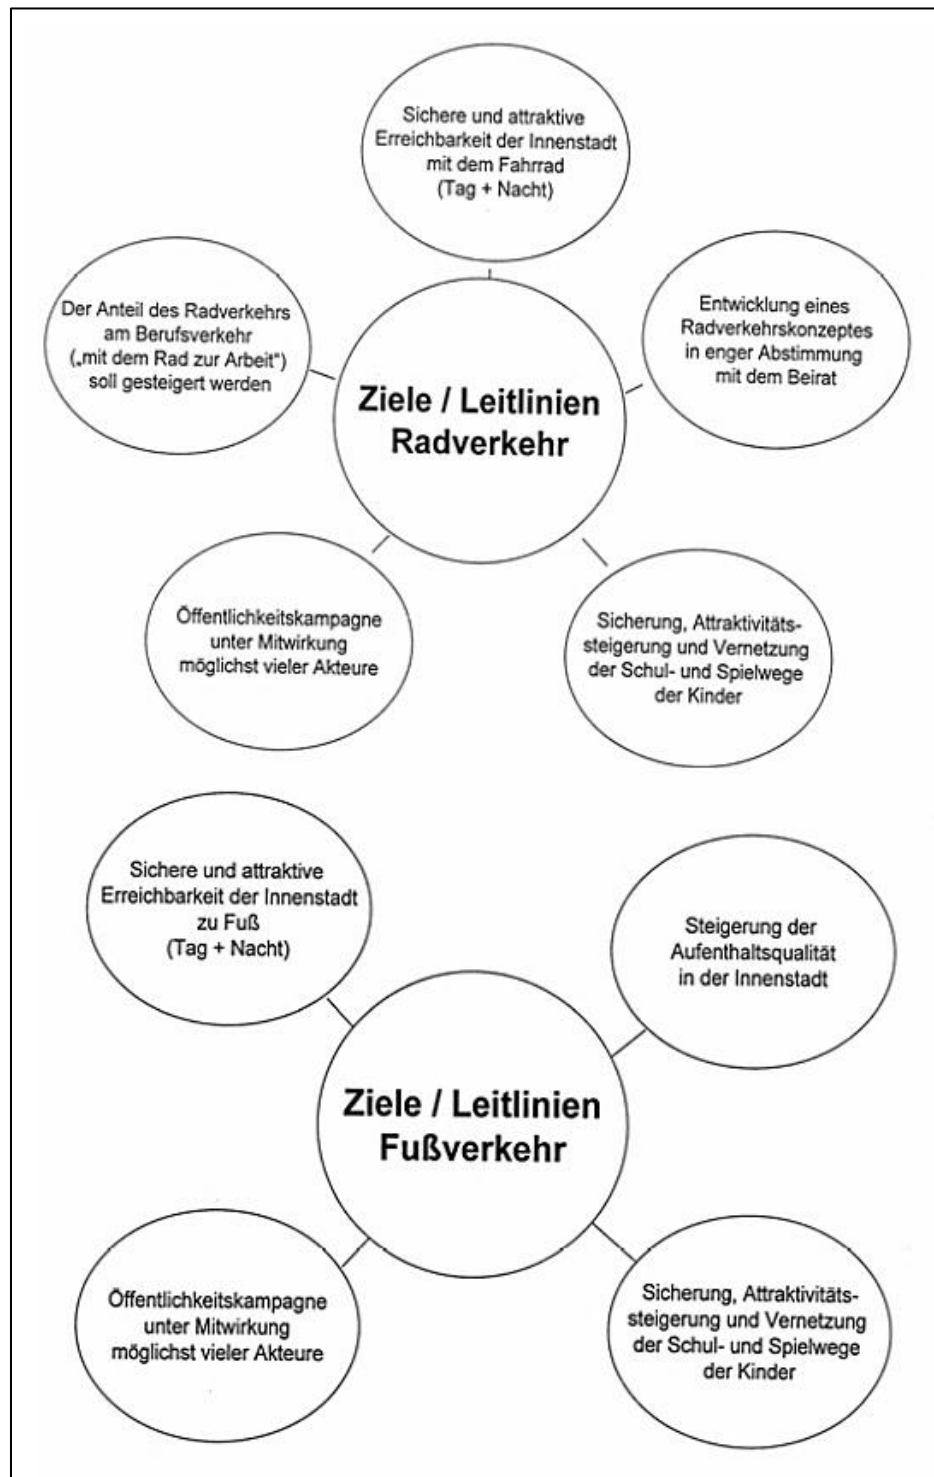 Sichere und attraktive
Erreichbarkeit der Innenstadt
mit dem Fahrrad
(Tag + Nacht)
Der Anteil des Radverkehrs
am Berufsverkehr
(„mit dem Rad zur Arbeit")
soll gesteigert werden
Entwicklung eines
Radverkehrskonzeptes
in enger Abstimmung
mit dem Beirat
Ziele / Leitlinien
Radverkehr
Öffentlichkeitskampagne
unter Mitwirkung
möglichst vieler Akteure
Sicherung, Attraktivitäts-
steigerung und Vernetzung
der Schul- und Spielwege
der Kinder
Sichere und attraktive
Erreichbarkeit der Innenstadt
zu Fuß
(Tag + Nacht)
Steigerung der
Aufenthaltsqualität
in der Innenstadt
Ziele / Leitlinien
Fußverkehr
Öffentlichkeitskampagne
unter Mitwirkung
möglichst vieler Akteure
Sicherung, Attraktivitäts-
steigerung und Vernetzung
der Schul- und Spielwege
der Kinder